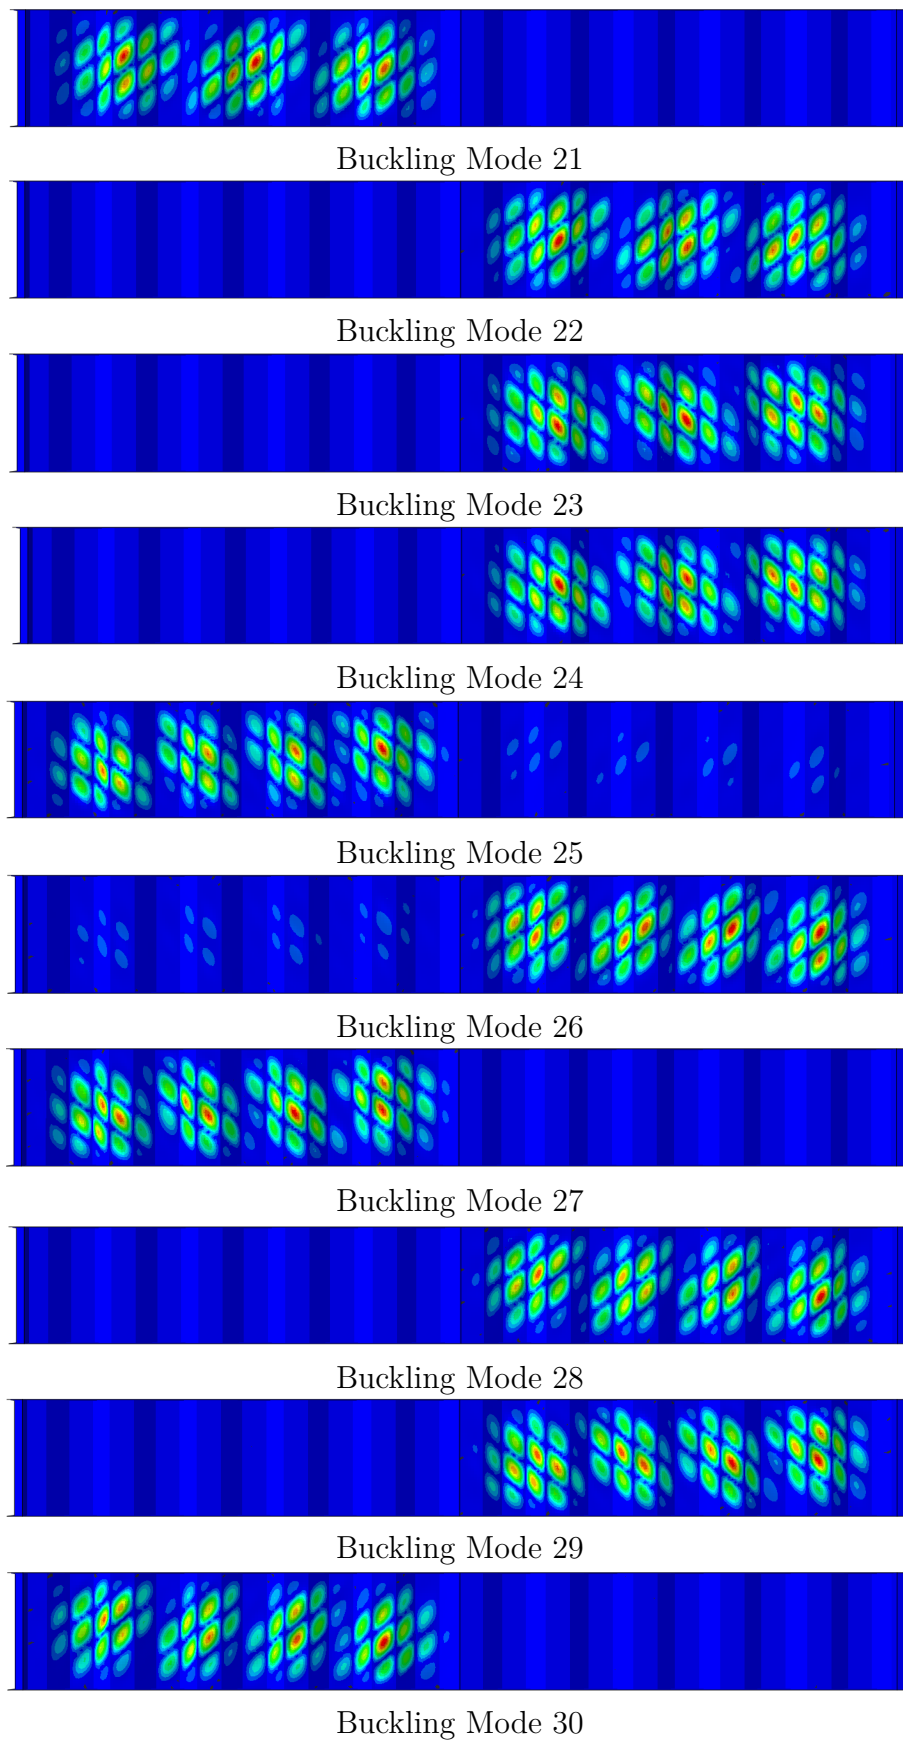 Buckling Mode 21
Buckling Mode 22
Buckling Mode 23
Buckling Mode 24
Buckling Mode 25
Buckling Mode 26
Buckling Mode 27
Buckling Mode 28
Buckling Mode 29
Buckling Mode 30